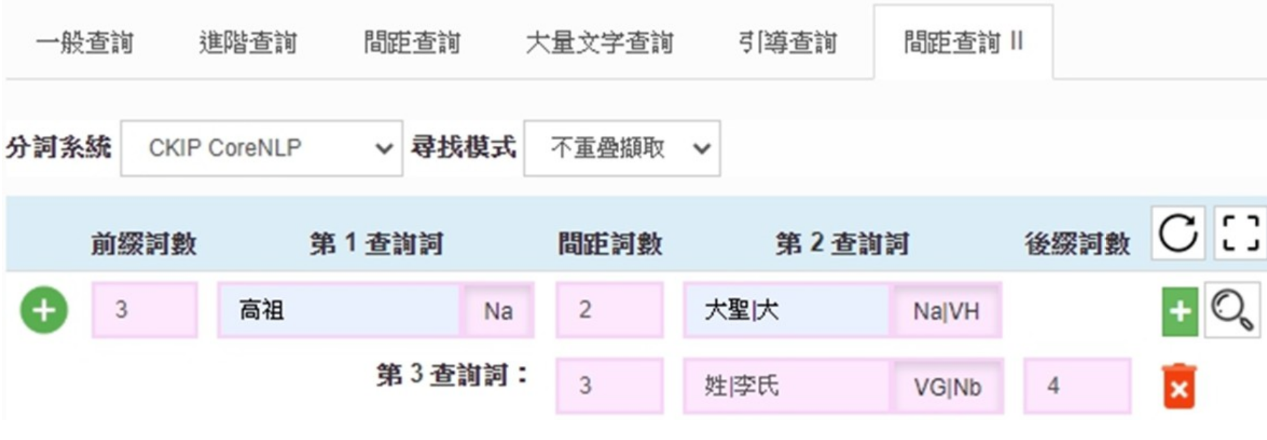 一般查詢 進階查詢 間距查詢 大量文字查詢 引導查詢 間距查詢 II
分詞系統 CKIP CoreNLP 尋找模式 不重疊擷取
前綴詞數 第 1 查詢詞 間距詞數 第 2 查詢詞 後綴詞數
3 高祖 Na 2 大聖|大 Na|VH
第 3 查詢詞： 3 姓|李氏 VG|Nb 4